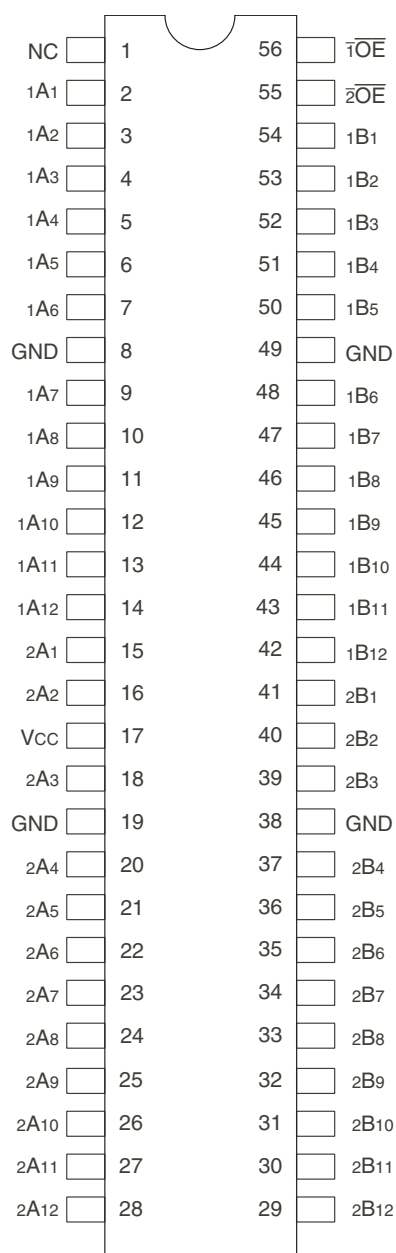 NC 1 56 1OE
1A1 2 55 2OE
1A2 3 54 1B1
1A3 4 53 1B2
1A4 5 52 1B3
1A5 6 51 1B4
1A6 7 50 1B5
GND 8 49 GND
1A7 9 48 1B6
1A8 10 47 1B7
1A9 11 46 1B8
1A10 12 45 1B9
1A11 13 44 1B10
1A12 14 43 1B11
2A1 15 42 1B12
2A2 16 41 2B1
VCC 17 40 2B2
2A3 18 39 2B3
GND 19 38 GND
2A4 20 37 2B4
2A5 21 36 2B5
2A6 22 35 2B6
2A7 23 34 2B7
2A8 24 33 2B8
2A9 25 32 2B9
2A10 26 31 2B10
2A11 27 30 2B11
2A12 28 29 2B12